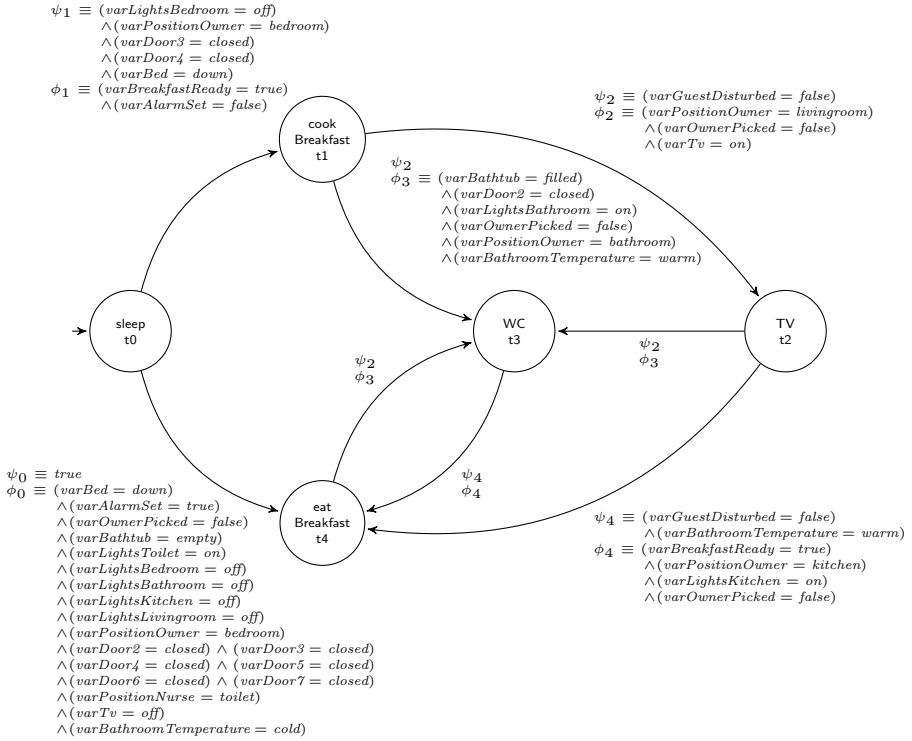 ψ1 ≡ (varLightsBedroom = off)
∧(varPositionOwner = bedroom)
∧(varDoor3 = closed)
∧(varDoor4 = closed)
∧(varBed = down)
ϕ1 ≡ (varBreakfastReady = true)
∧(varAlarmSet = false)
cook
Breakfast
t1
ψ2 ≡ (varGuestDisturbed = false)
ϕ2 ≡ (varPositionOwner = livingroom)
∧(varOwnerPicked = false)
∧(varTv = on)
ψ2
ϕ3 ≡ (varBathtub = filled)
∧(varDoor2 = closed)
∧(varLightsBathroom = on)
∧(varOwnerPicked = false)
∧(varPositionOwner = bathroom)
∧(varBathroomTemperature = warm)
sleep
t0
WC
t3
TV
t2
ψ2
ϕ3
ψ2
ϕ3
ψ4
ϕ4
ψ0 ≡ true
ϕ0 ≡ (varBed = down)
∧(varAlarmSet = true)
∧(varOwnerPicked = false)
∧(varBathtub = empty)
∧(varLightsToilet = on)
∧(varLightsBedroom = off)
∧(varLightsBathroom = off)
∧(varLightsKitchen = off)
∧(varLightsLivingroom = off)
∧(varPositionOwner = bedroom)
∧(varDoor2 = closed) ∧ (varDoor3 = closed)
∧(varDoor4 = closed) ∧ (varDoor5 = closed)
∧(varDoor6 = closed) ∧ (varDoor7 = closed)
∧(varPositionNurse = toilet)
∧(varTv = off)
∧(varBathroomTemperature = cold)
eat
Breakfast
t4
ψ4 ≡ (varGuestDisturbed = false)
∧(varBathroomTemperature = warm)
ϕ4 ≡ (varBreakfastReady = true)
∧(varPositionOwner = kitchen)
∧(varLightsKitchen = on)
∧(varOwnerPicked = false)